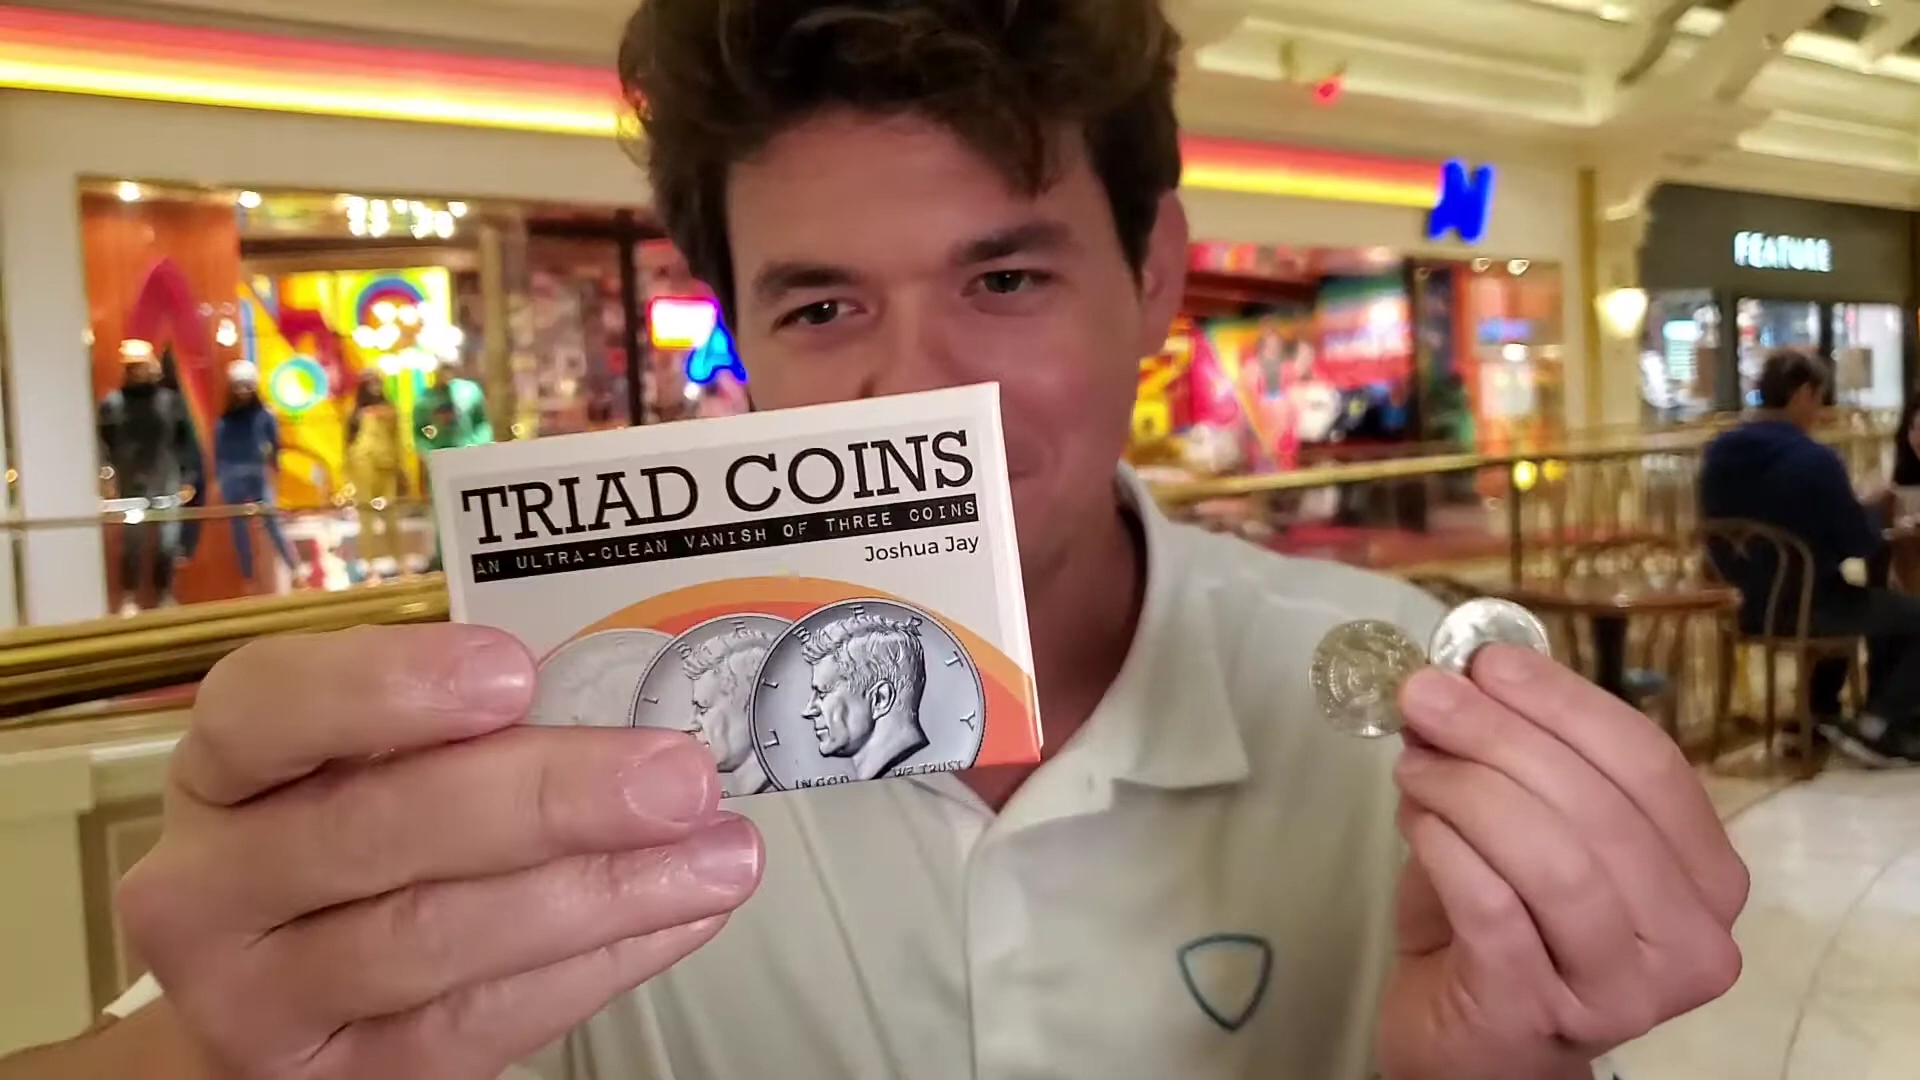 FEATURE
TRIAD COINS
AN ULTRA-CLEAN VANISH OF THREE COINS
Joshua Jay
LIBERTY
IN GOD WE TRUST